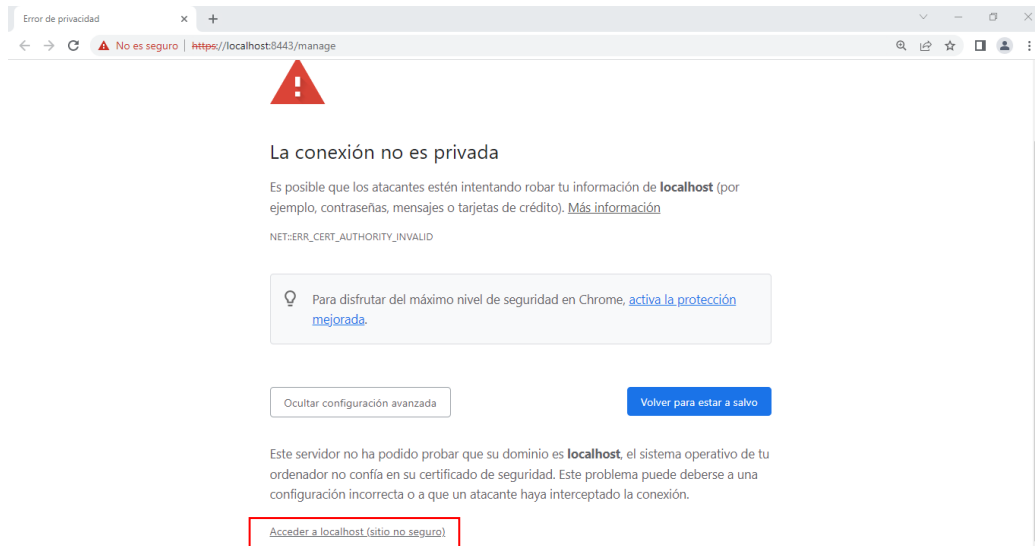 Error de privacidad
No es seguro | https://localhost:8443/manage
La conexión no es privada
Es posible que los atacantes estén intentando robar tu información de localhost (por
ejemplo, contraseñas, mensajes o tarjetas de crédito). Más información
NET::ERR_CERT_AUTHORITY_INVALID
Para disfrutar del máximo nivel de seguridad en Chrome, activa la protección
mejorada.
Ocultar configuración avanzada
Volver para estar a salvo
Este servidor no ha podido probar que su dominio es localhost, el sistema operativo de tu
ordenador no confía en su certificado de seguridad. Este problema puede deberse a una
configuración incorrecta o a que un atacante haya interceptado la conexión.
Acceder a localhost (sitio no seguro)